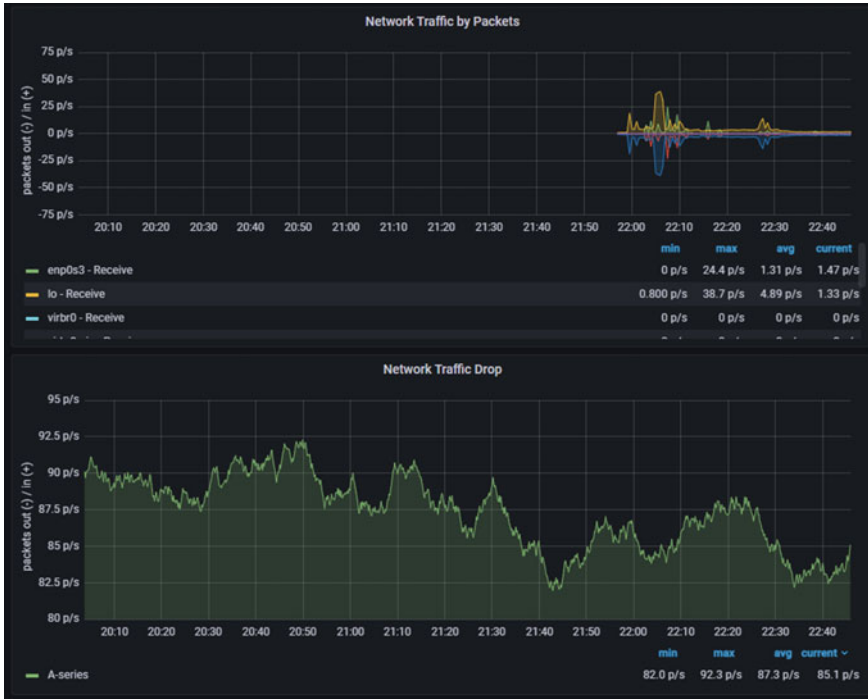 Network Traffic by Packets
packets out (-) / in (+)
75 p/s
50 p/s
25 p/s
0 p/s
-25 p/s
-50 p/s
-75 p/s
20:10 20:20 20:30 20:40 20:50 21:00 21:10 21:20 21:30 21:40 21:50 22:00 22:10 22:20 22:30 22:40
min max avg current
enp0s3 - Receive 0 p/s 24.4 p/s 1.31 p/s 1.47 p/s
lo - Receive 0.800 p/s 38.7 p/s 4.89 p/s 1.33 p/s
virbr0 - Receive 0 p/s 0 p/s 0 p/s 0 p/s
Network Traffic Drop
packets out (-) / in (+)
95 p/s
92.5 p/s
90 p/s
87.5 p/s
85 p/s
82.5 p/s
80 p/s
20:10 20:20 20:30 20:40 20:50 21:00 21:10 21:20 21:30 21:40 21:50 22:00 22:10 22:20 22:30 22:40
min max avg current
A-series 82.0 p/s 92.3 p/s 87.3 p/s 85.1 p/s